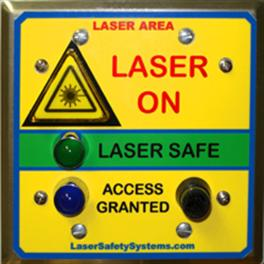 LASER AREA
LASER
ON
LASER SAFE
ACCESS
GRANTED
LaserSafetySystems.com